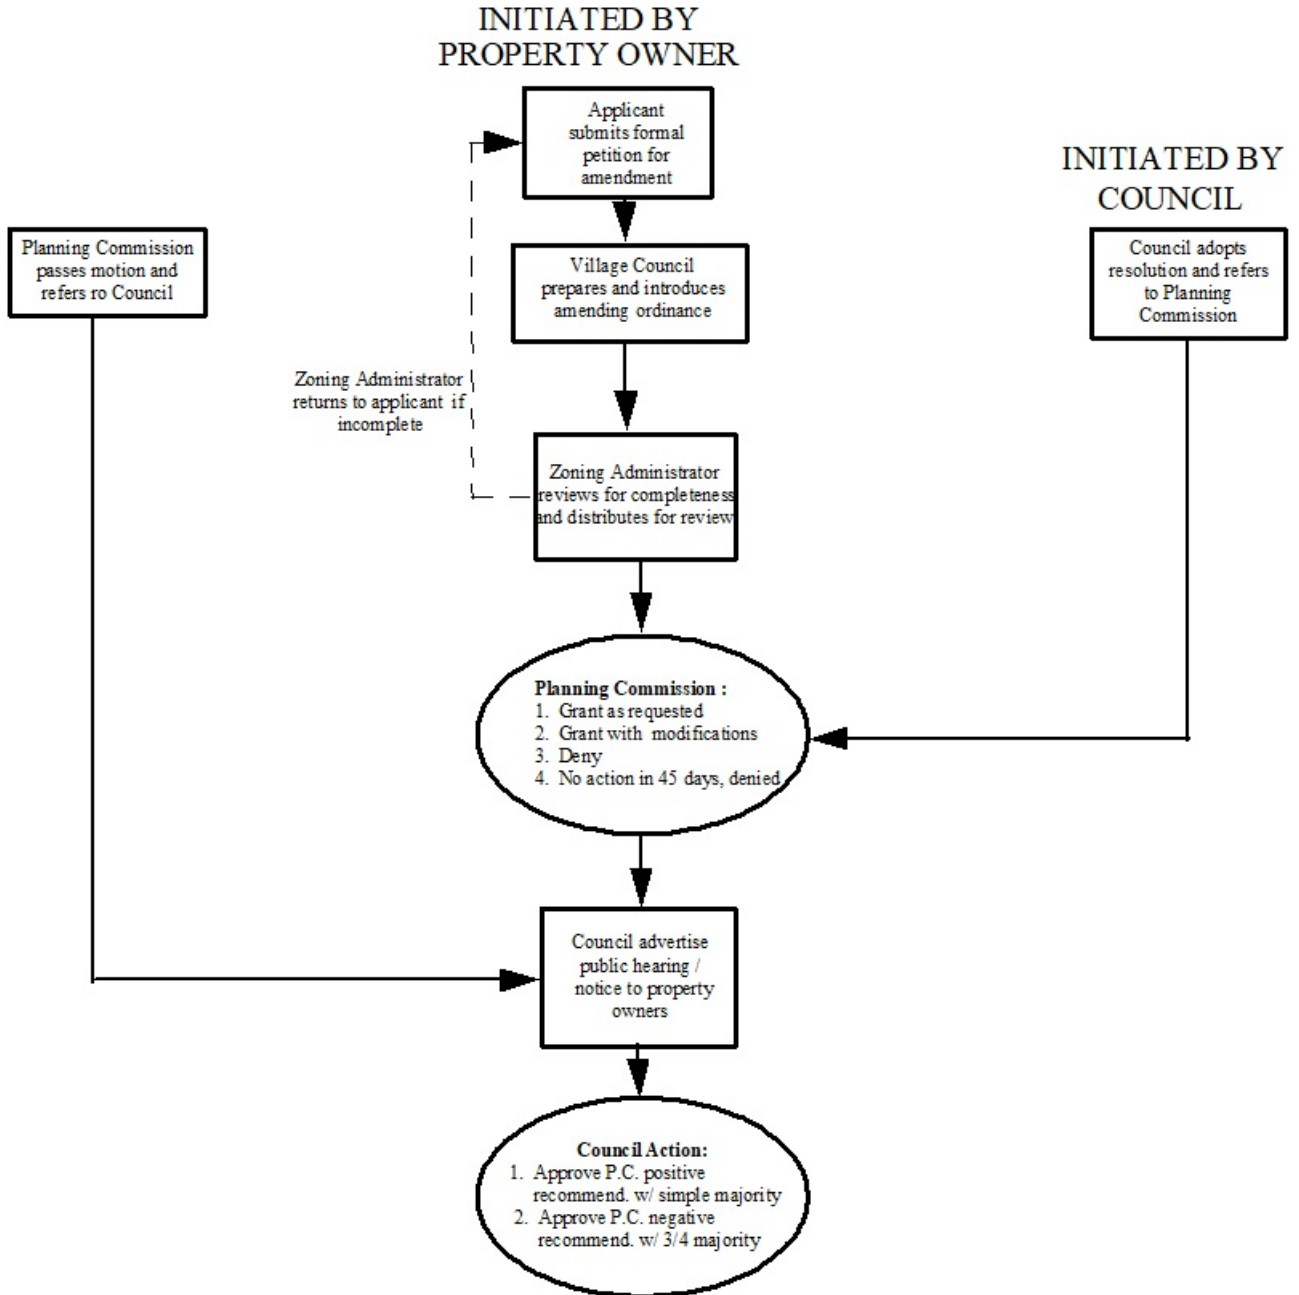 INITIATED BY
PROPERTY OWNER
Applicant
submits formal
petition for
amendment
INITIATED BY
COUNCIL
Planning Commission
passes motion and
refers ro Council
Village Council
prepares and introduces
amending ordinance
Council adopts
resolution and refers
to Planning
Commission
Zoning Administrator
returns to applicant if
incomplete
Zoning Administrator
reviews for completeness
and distributes for review
Planning Commission :
1. Grant as requested
2. Grant with modifications
3. Deny
4. No action in 45 days, denied
Council advertise
public hearing /
notice to property
owners
Council Action:
1. Approve P.C. positive
recommend. w/ simple majority
2. Approve P.C. negative
recommend. w/ 3/4 majority